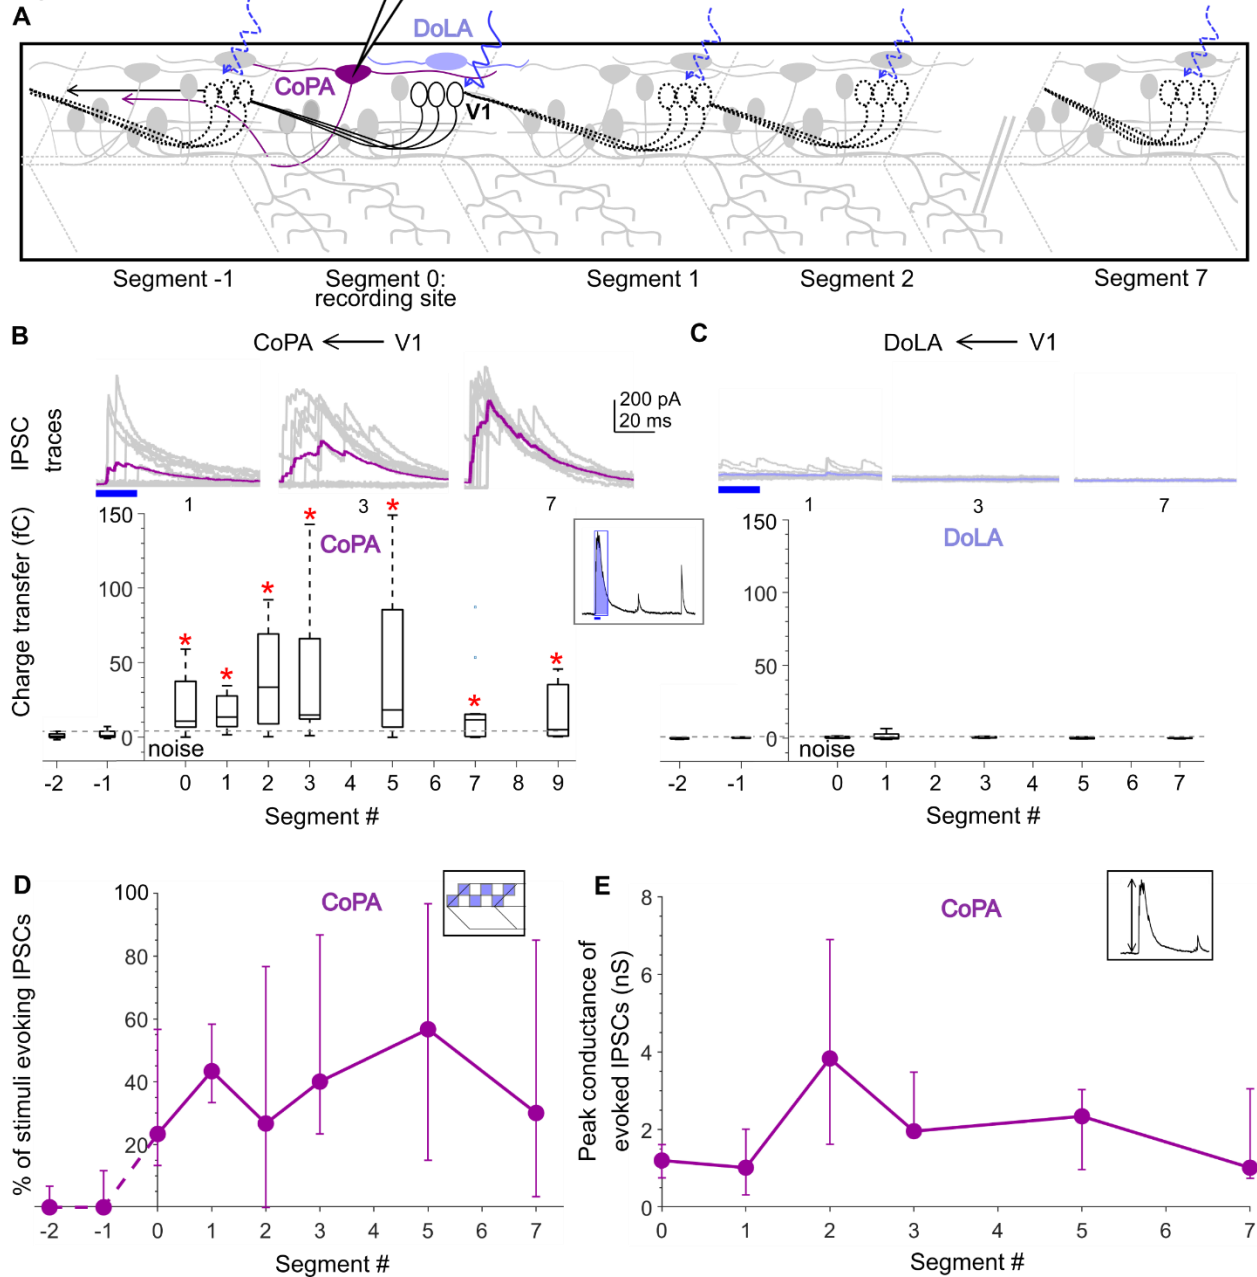 A
DoLA
CoPA
V1
Segment -1
Segment 0:
recording site
Segment 1
Segment 2
Segment 7
B
CoPA ← V1
C
DoLA ← V1
IPSC
traces
200 pA
20 ms
1
3
7
1
3
7
Charge transfer (fC)
150
100
50
0
* * * * * * *
CoPA
noise
-2 -1 0 1 2 3 4 5 6 7 8 9
Segment #
150
100
50
0
DoLA
noise
-2 -1 0 1 2 3 4 5 6 7
Segment #
D
CoPA
% of stimuli evoking IPSCs
100
80
60
40
20
0
-2 -1 0 1 2 3 4 5 6 7
Segment #
E
CoPA
Peak conductance of
evoked IPSCs (nS)
8
6
4
2
0
0 1 2 3 4 5 6 7
Segment #